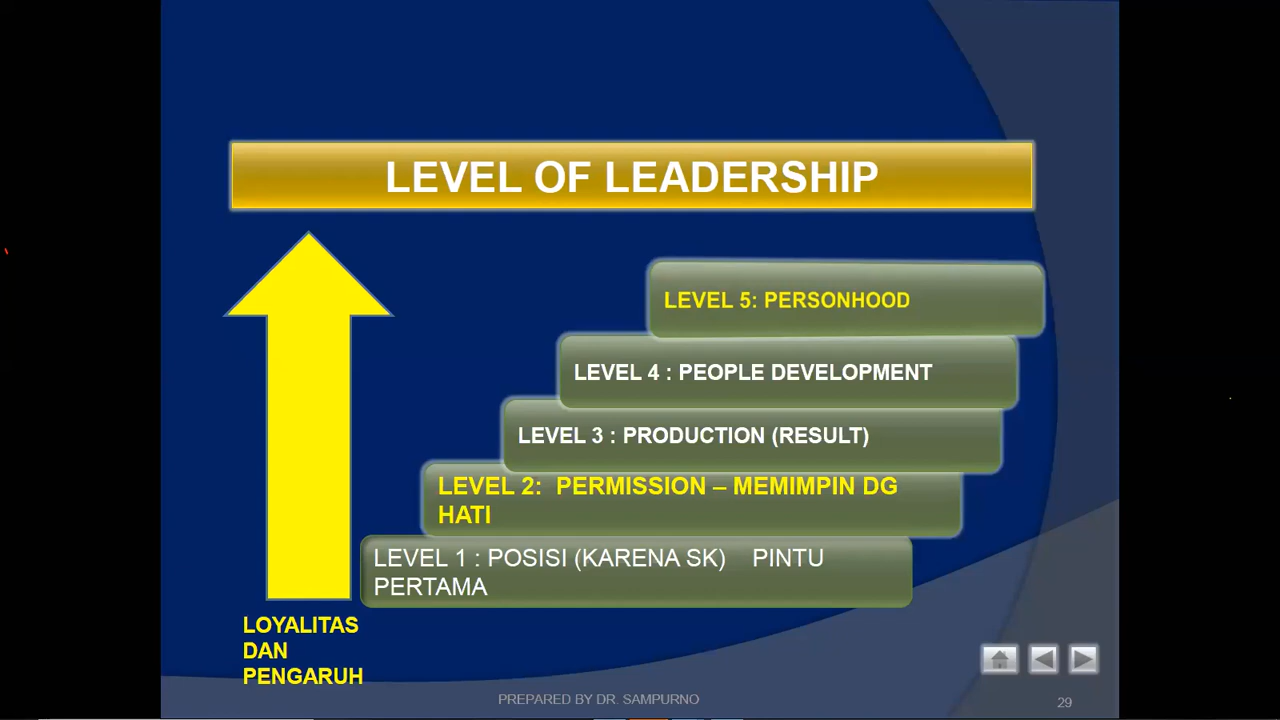 LEVEL OF LEADERSHIP
LEVEL 5: PERSONHOOD
LEVEL 4 : PEOPLE DEVELOPMENT
LEVEL 3 : PRODUCTION (RESULT)
LEVEL 2: PERMISSION – MEMIMPIN DG
HATI
LEVEL 1 : POSISI (KARENA SK) PINTU
PERTAMA
LOYALITAS
DAN
PENGARUH
PREPARED BY DR. SAMPURNO
29